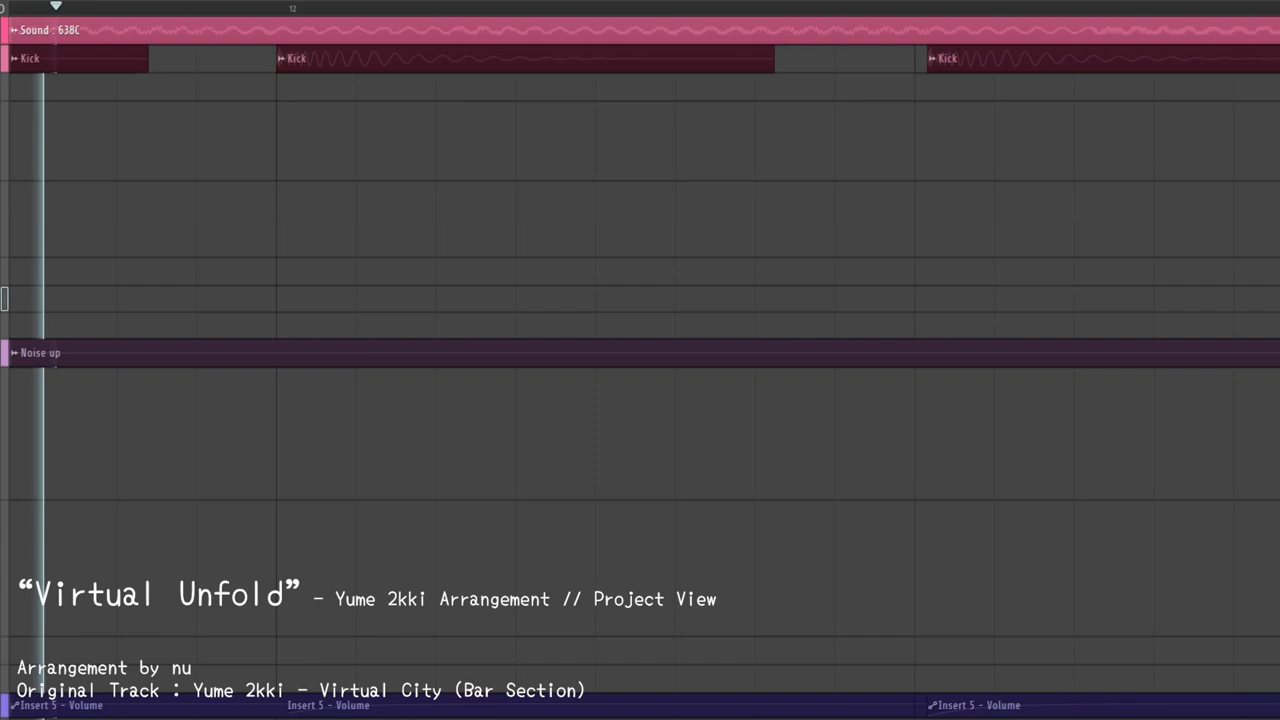 12
Sound : 638C
Kick Kick Kick
Noise up
“Virtual Unfold” – Yume 2kki Arrangement // Project View
Arrangement by nu
Original Track : Yume 2kki – Virtual City (Bar Section)
Insert 5 – Volume Insert 5 – Volume Insert 5 – Volume